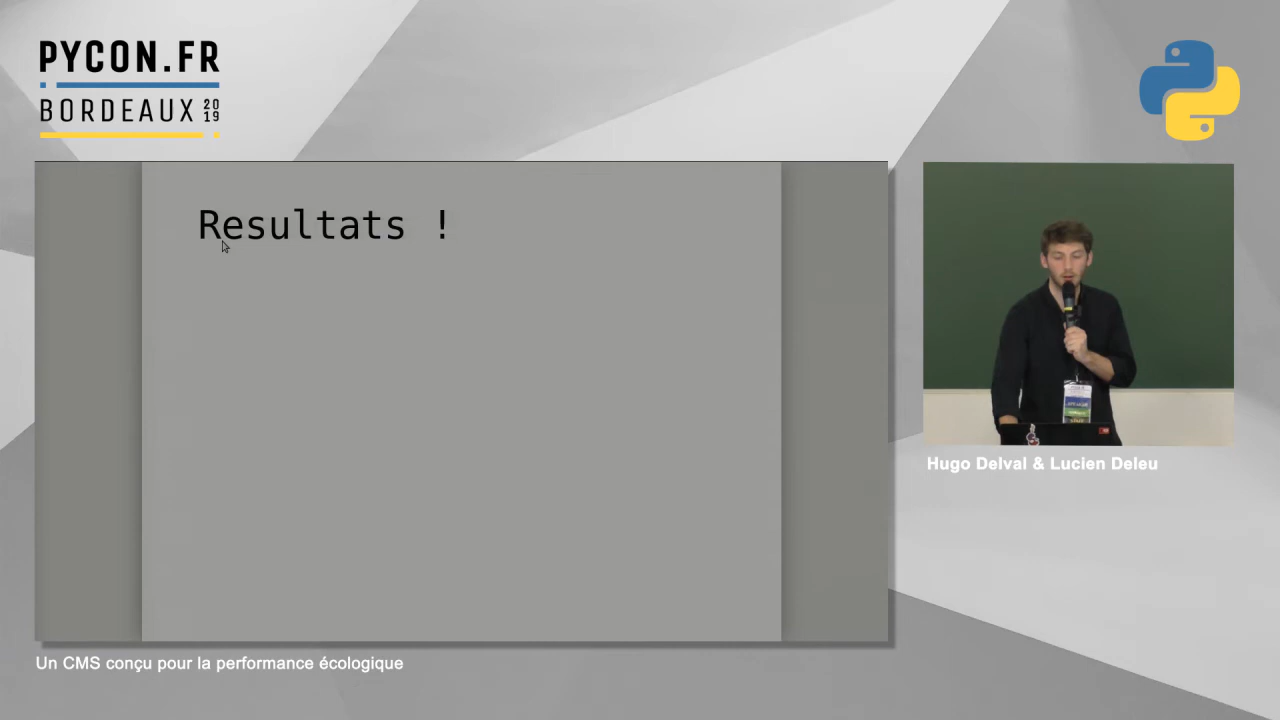 PYCON.FR
BORDEAUX 2019
Resultats !
Hugo Delval & Lucien Deleu
Un CMS conçu pour la performance écologique